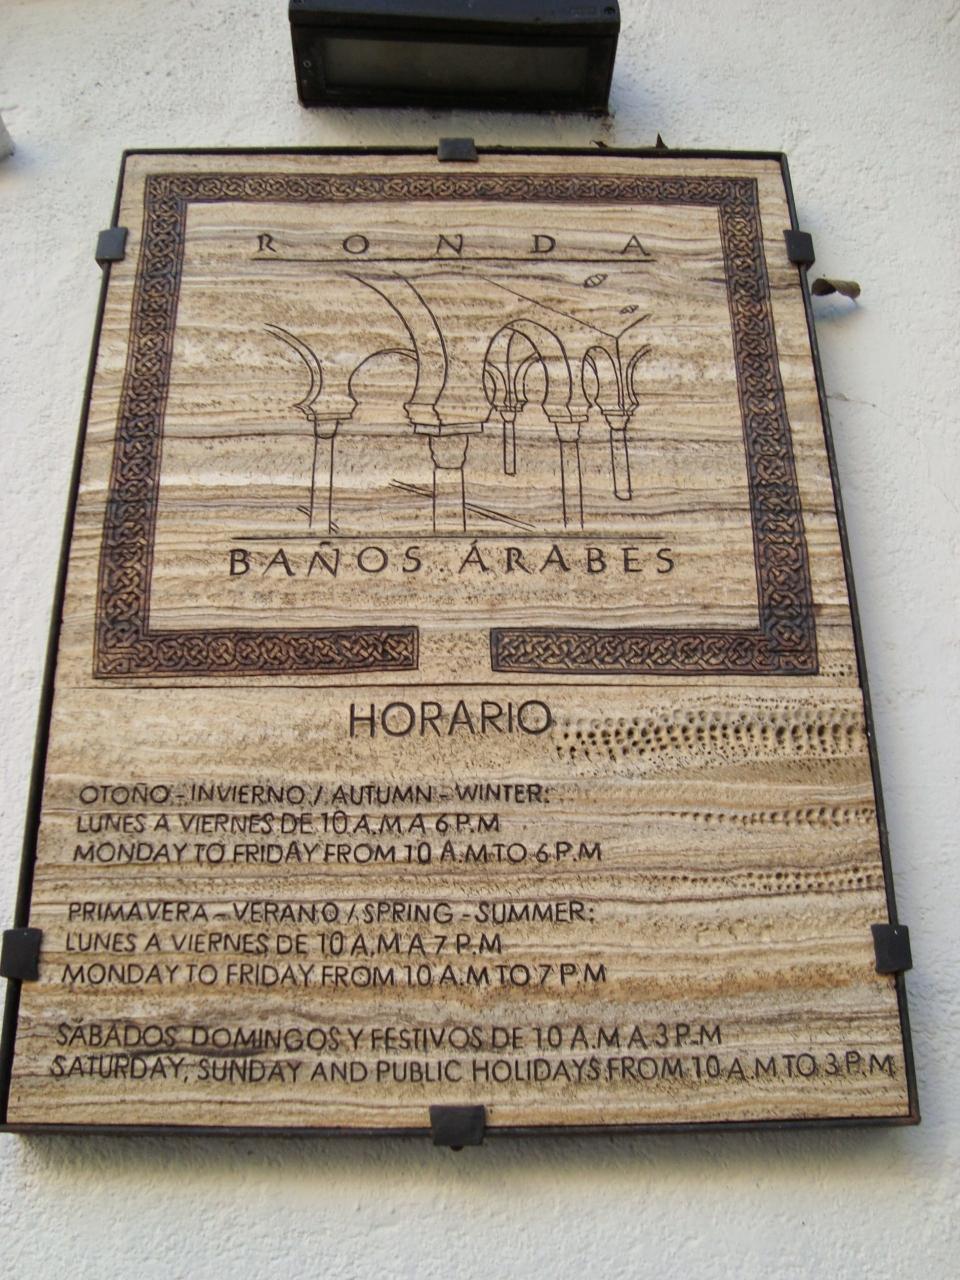 RONDA
BAÑOS ÁRABES
HORARIO
OTOÑO - INVIERNO / AUTUMN - WINTER:
LUNES A VIERNES DE 10 A.M A 6 P.M
MONDAY TO FRIDAY FROM 10 A.M TO 6 P.M
PRIMAVERA - VERANO / SPRING - SUMMER:
LUNES A VIERNES DE 10 A.M A 7 P.M
MONDAY TO FRIDAY FROM 10 A.M TO 7 P.M
SÁBADOS DOMINGOS Y FESTIVOS DE 10 A.M A 3 P.M
SATURDAY, SUNDAY AND PUBLIC HOLIDAYS FROM 10 A.M TO 3 P.M